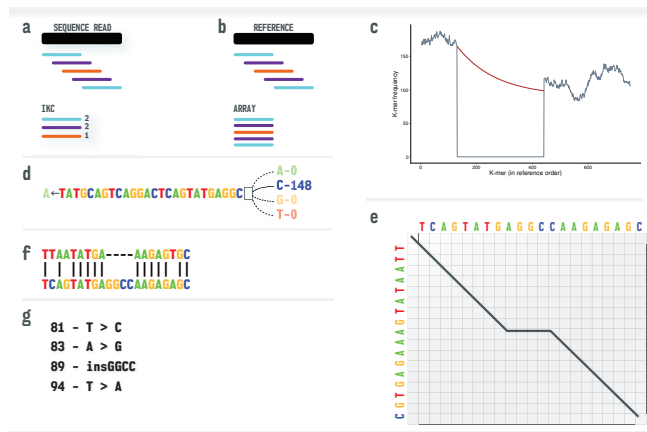 a
SEQUENCE READ
IKC
2
2
1
b
REFERENCE
ARRAY
c
K-mer frequency
150
100
50
0
0
200
400
600
K-mer (in reference order)
d
A←TATGCAGTCAGGACTCAGTATGAGGC
A-0
C-148
G-0
T-0
e
TCAGTATGAGGCCAAGAGAGC
TTAATATGAAAGAGTGC
f
TTAATATGA----AAGAGTGC
TCAGTATGAGGCCAAGAGAGC
g
81 - T > C
83 - A > G
89 - insGGCC
94 - T > A